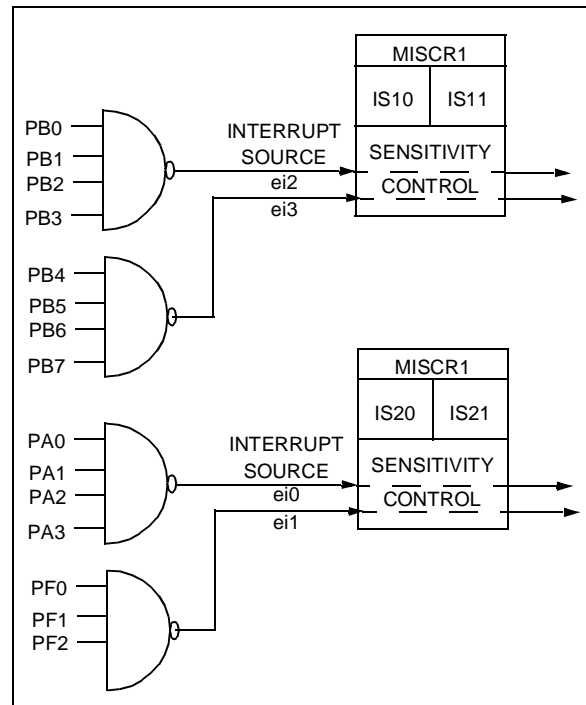 MISCR1
IS10 IS11
PB0
PB1
PB2
PB3
INTERRUPT
SOURCE
ei2
ei3
SENSITIVITY
CONTROL
PB4
PB5
PB6
PB7
MISCR1
IS20 IS21
PA0
PA1
PA2
PA3
INTERRUPT
SOURCE
ei0
ei1
SENSITIVITY
CONTROL
PF0
PF1
PF2